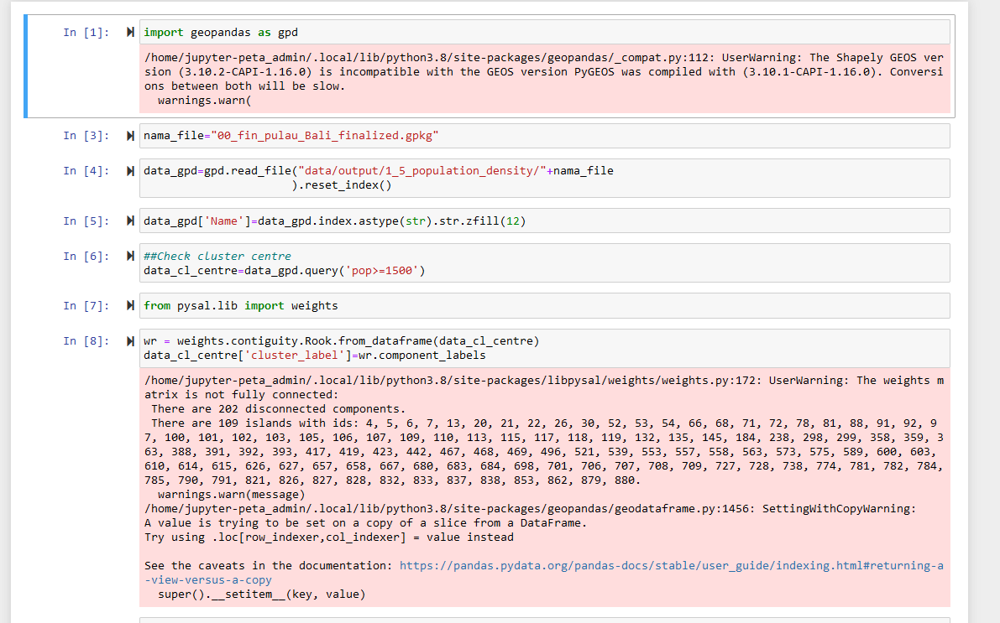 In [1]: import geopandas as gpd
/home/jupyter-peta_admin/.local/lib/python3.8/site-packages/geopandas/_compat.py:112: UserWarning: The Shapely GEOS ver
sion (3.10.2-CAPI-1.16.0) is incompatible with the GEOS version PyGEOS was compiled with (3.10.1-CAPI-1.16.0). Conversi
ons between both will be slow.
  warnings.warn(
In [3]: nama_file="00_fin_pulau_Bali_finalized.gpkg"
In [4]: data_gpd=gpd.read_file("data/output/1_5_population_density/"+nama_file
                      ).reset_index()
In [5]: data_gpd['Name']=data_gpd.index.astype(str).str.zfill(12)
In [6]: ##Check cluster centre
data_cl_centre=data_gpd.query('pop>=1500')
In [7]: from pysal.lib import weights
In [8]: wr = weights.contiguity.Rook.from_dataframe(data_cl_centre)
data_cl_centre['cluster_label']=wr.component_labels
/home/jupyter-peta_admin/.local/lib/python3.8/site-packages/libpysal/weights/weights.py:172: UserWarning: The weights m
atrix is not fully connected:
 There are 202 disconnected components.
 There are 109 islands with ids: 4, 5, 6, 7, 13, 20, 21, 22, 26, 30, 52, 53, 54, 66, 68, 71, 72, 78, 81, 88, 91, 92, 9
7, 100, 101, 102, 103, 105, 106, 107, 109, 110, 113, 115, 117, 118, 119, 132, 135, 145, 184, 238, 298, 299, 358, 359, 3
63, 388, 391, 392, 393, 417, 419, 423, 442, 467, 468, 469, 496, 521, 539, 553, 557, 558, 563, 573, 575, 589, 600, 603,
610, 614, 615, 626, 627, 657, 658, 667, 680, 683, 684, 698, 701, 706, 707, 708, 709, 727, 728, 738, 774, 781, 782, 784,
785, 790, 791, 821, 826, 827, 828, 832, 833, 837, 838, 853, 862, 879, 880.
  warnings.warn(message)
/home/jupyter-peta_admin/.local/lib/python3.8/site-packages/geopandas/geodataframe.py:1456: SettingWithCopyWarning:
A value is trying to be set on a copy of a slice from a DataFrame.
Try using .loc[row_indexer,col_indexer] = value instead

See the caveats in the documentation: https://pandas.pydata.org/pandas-docs/stable/user_guide/indexing.html#returning-a
-view-versus-a-copy
  super().__setitem__(key, value)